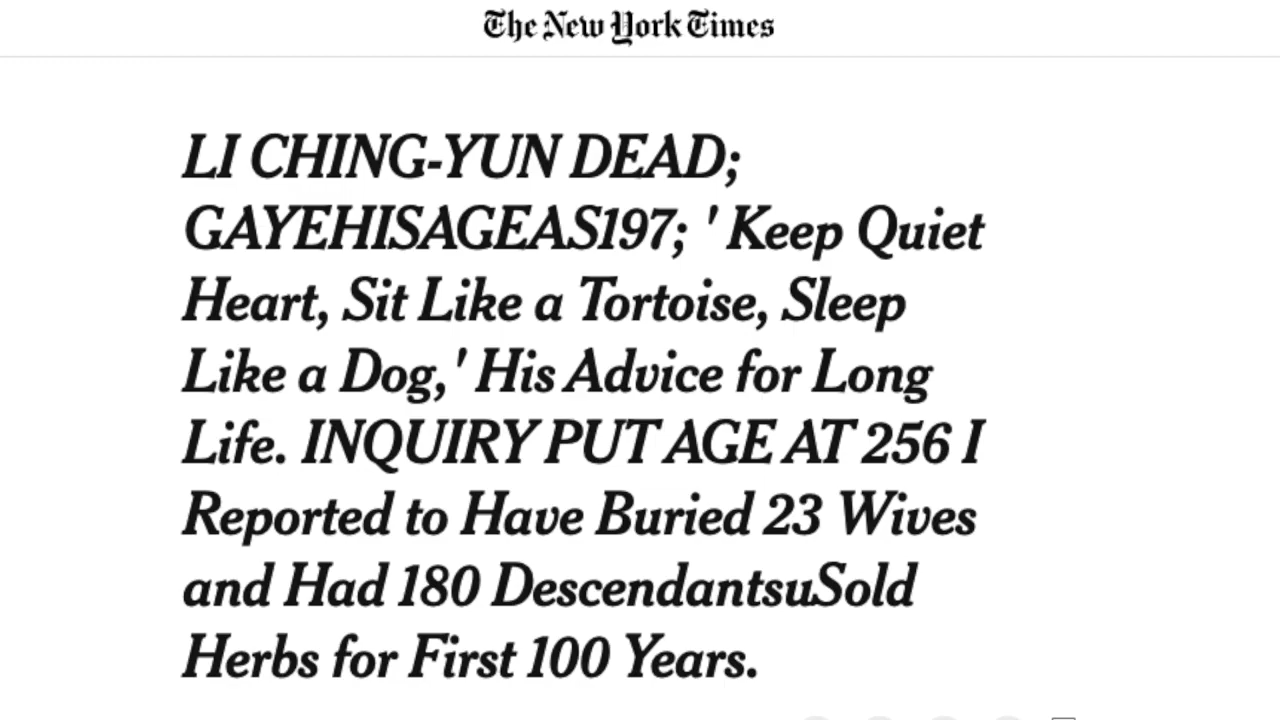 The New York Times
LI CHING-YUN DEAD;
GAYEHISAGEAS197; ' Keep Quiet
Heart, Sit Like a Tortoise, Sleep
Like a Dog,' His Advice for Long
Life. INQUIRY PUT AGE AT 256 I
Reported to Have Buried 23 Wives
and Had 180 DescendantsuSold
Herbs for First 100 Years.